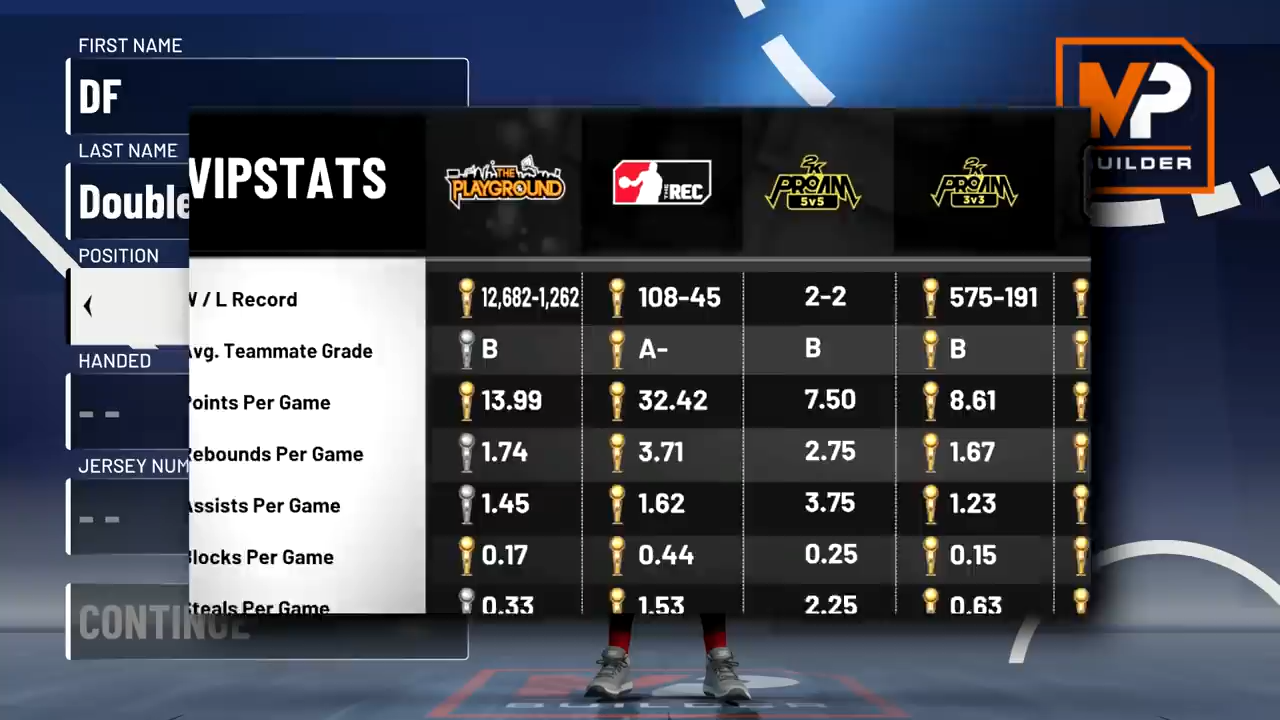 FIRST NAME
DF
LAST NAME
Double
POSITION
HANDED
--
JERSEY NUM
--
CONTINUE
MP
UILDER
VIPSTATS
THE PLAYGROUND
THE REC
2K PROAM 5v5
2K PROAM 3v3
W / L Record 12,682-1,262 108-45 2-2 575-191
Avg. Teammate Grade B A- B B
Points Per Game 13.99 32.42 7.50 8.61
Rebounds Per Game 1.74 3.71 2.75 1.67
Assists Per Game 1.45 1.62 3.75 1.23
Blocks Per Game 0.17 0.44 0.25 0.15
Steals Per Game 0.33 1.53 2.25 0.63
BUILDER